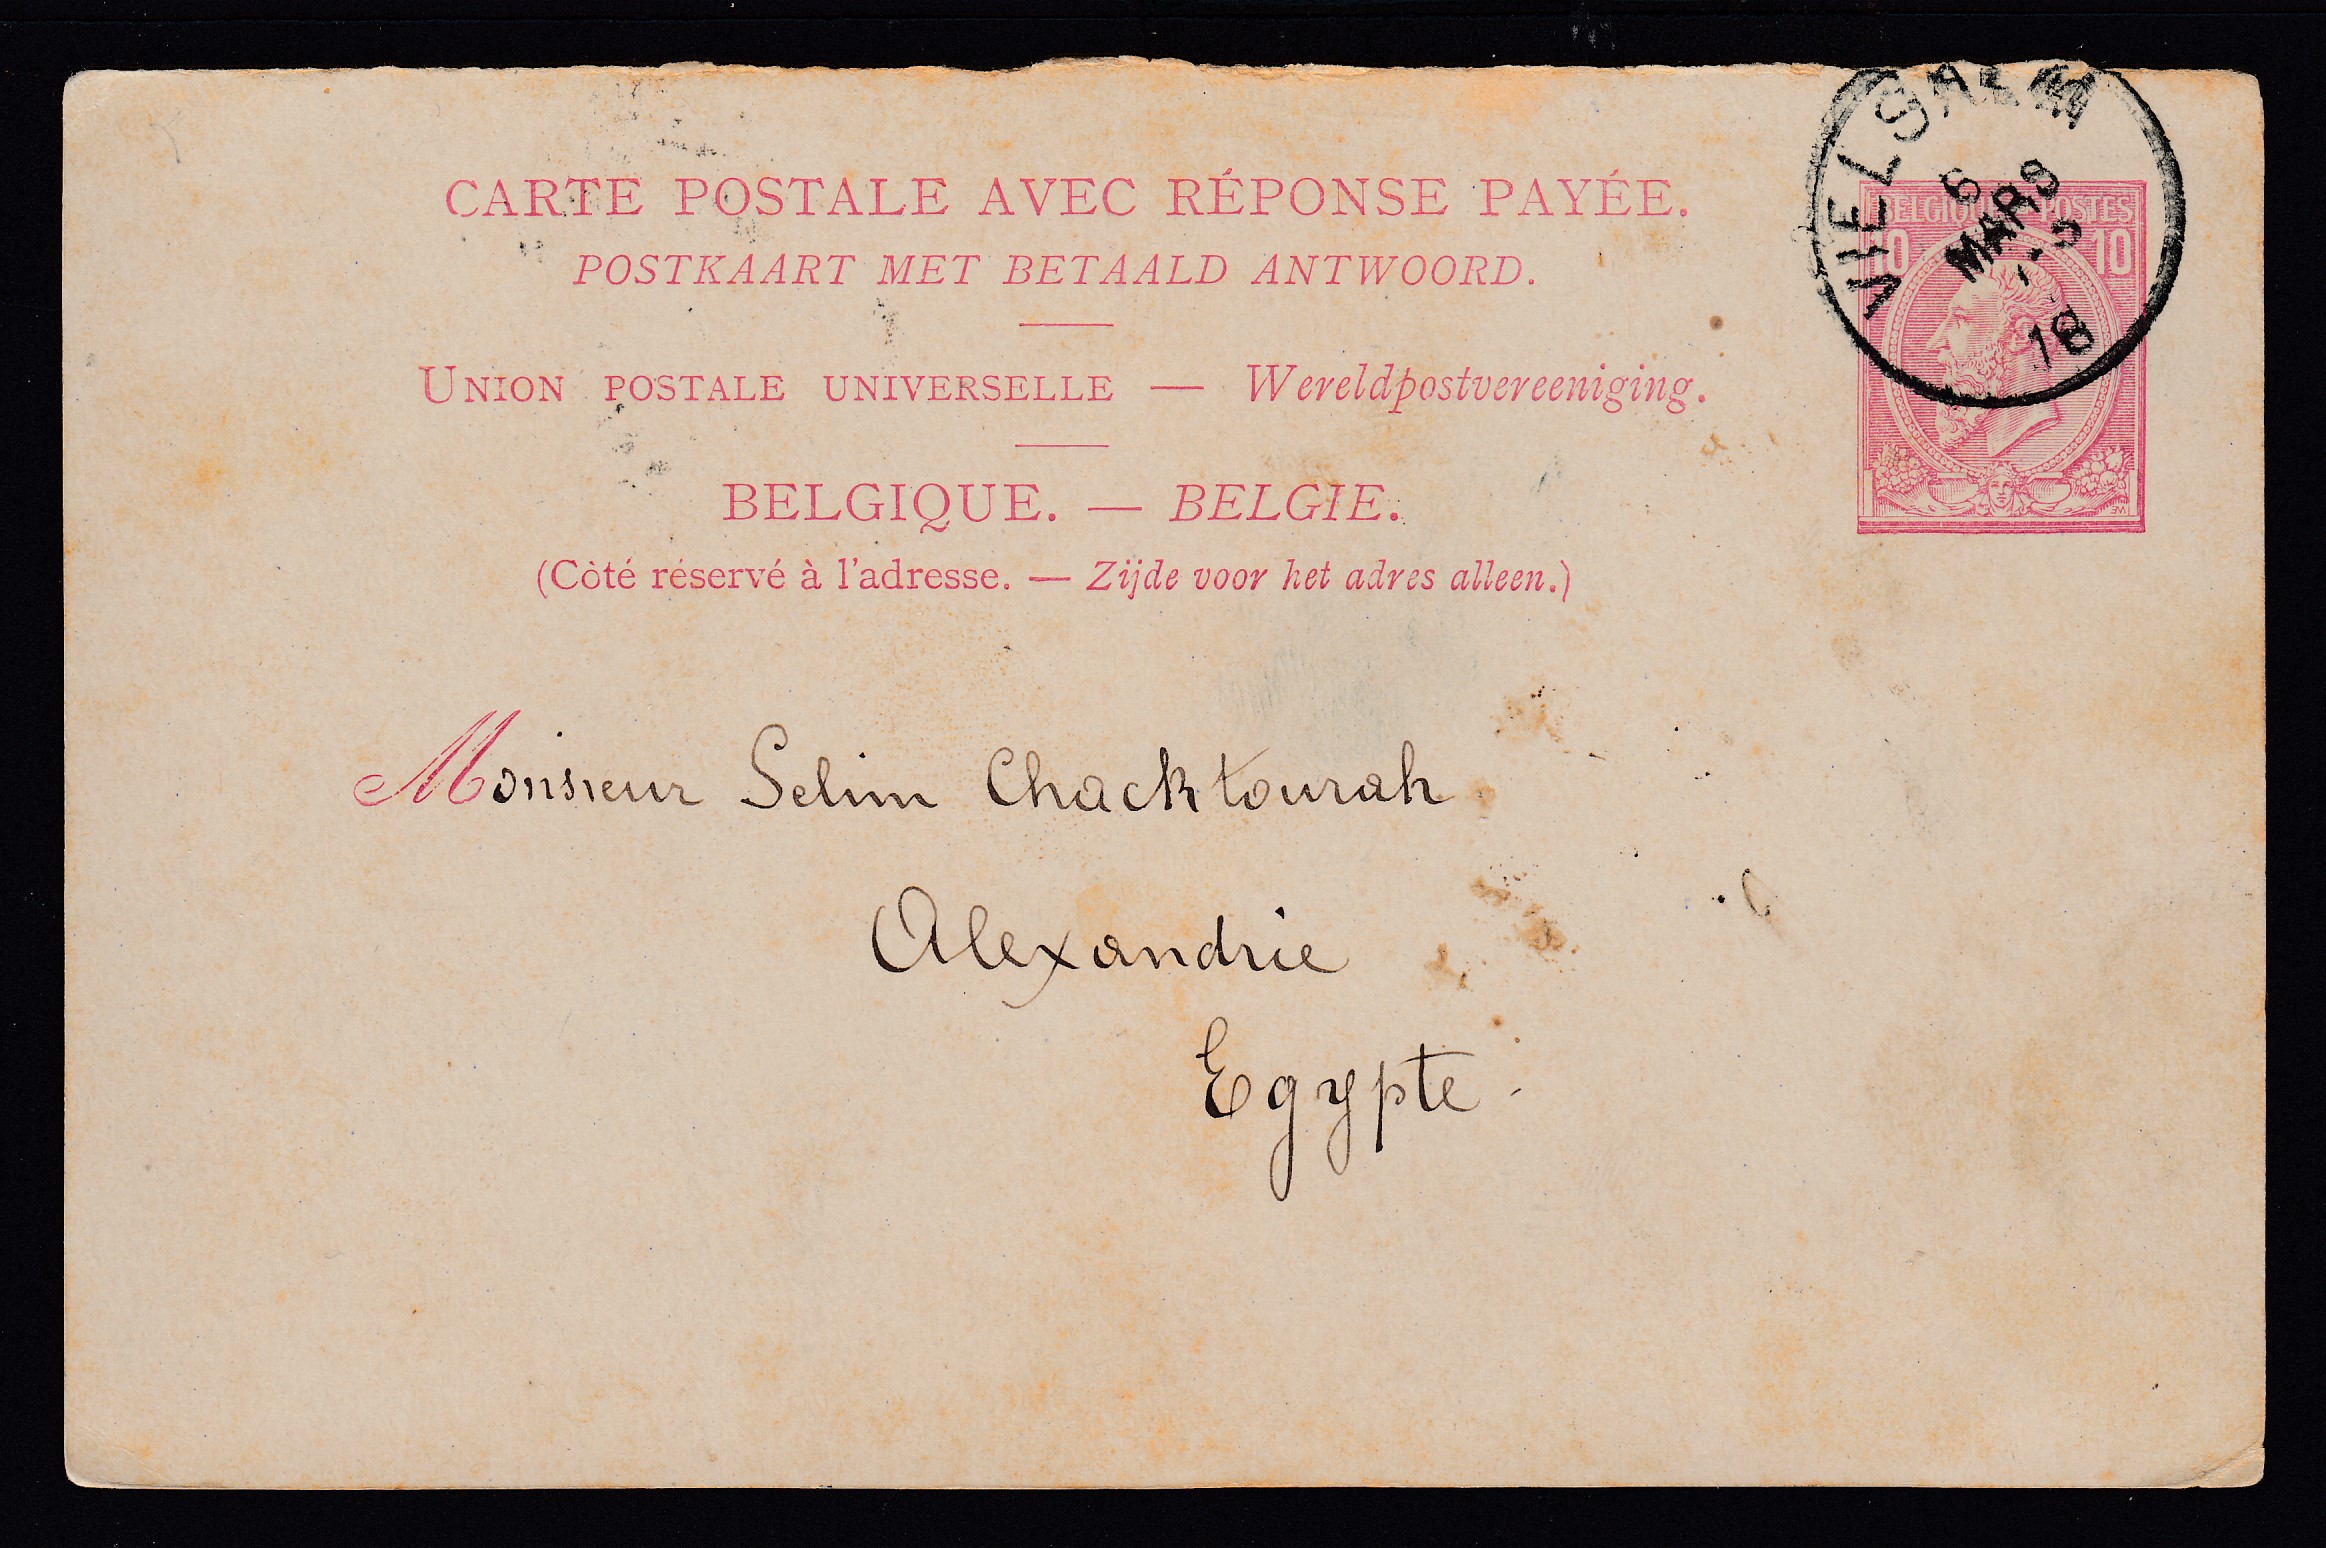 CARTE POSTALE AVEC RÉPONSE PAYÉE.
POSTKAART MET BETAALD ANTWOORD.
UNION POSTALE UNIVERSELLE — Wereldpostvereeniging.
BELGIQUE. — BELGIE.
(Côté réservé à l'adresse. — Zijde voor het adres alleen.)
VIELSALM
6
MARS
18
BELGIQUE POSTES
10 10
Monsieur Selim Chacktourah
Alexandrie
Egypte